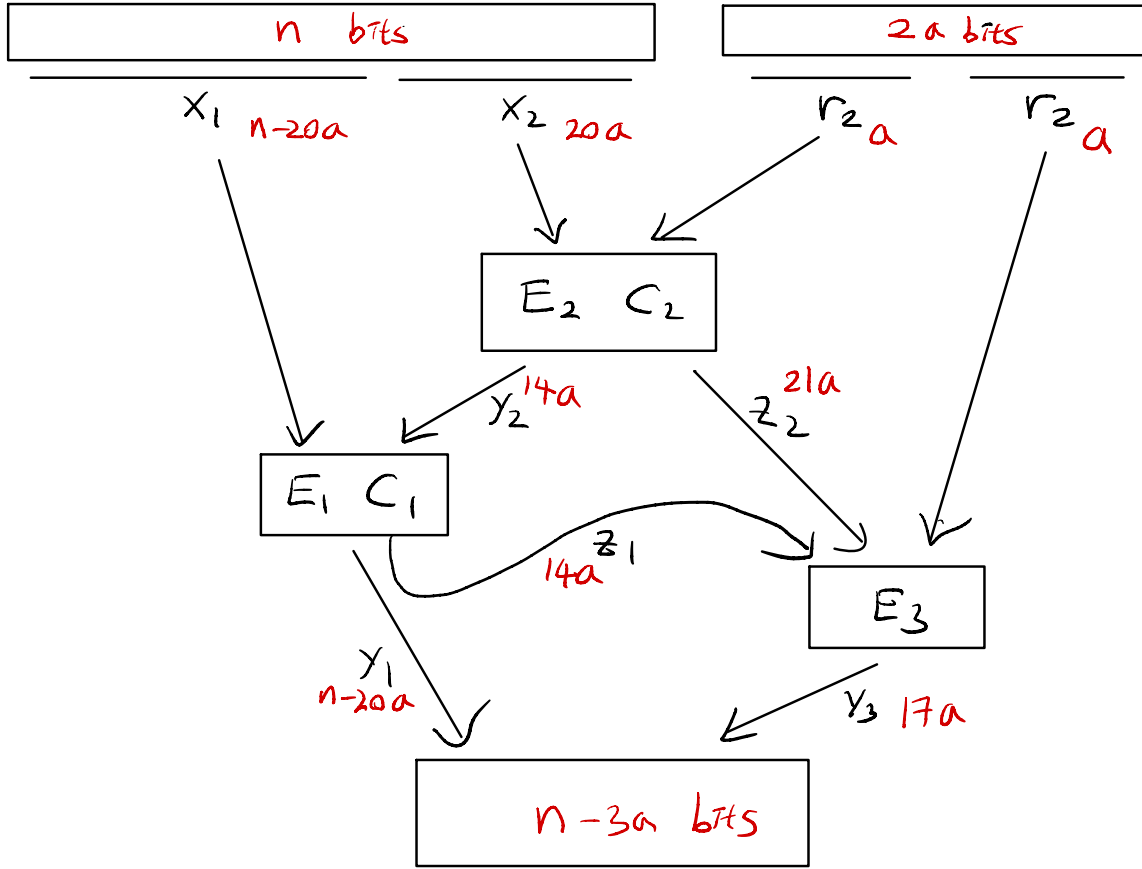 n bits 2a bits
x₁ n-20a x₂ 20a r₂ a r₂ a
E₂ C₂
y₂ 14a z₂ 21a
E₁ C₁
14a z₁
E₃
y₁ n-20a y₃ 17a
n-3a bits